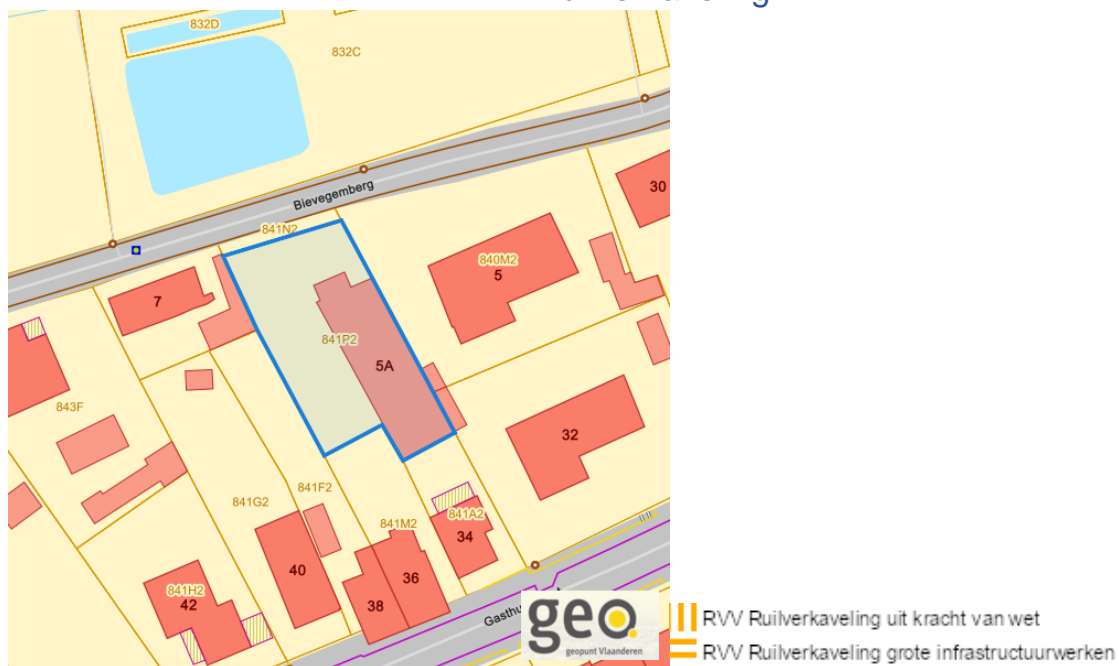 832D
832C
Bievegemberg
30
841N2
840M2
5
7
841P2
5A
843F
32
841G2
841F2
841M2
841A2
34
40
36
841H2
42
38
geo
geopunt Vlaanderen
RVV Ruilverkaveling uit kracht van wet
RVV Ruilverkaveling grote infrastructuurwerken